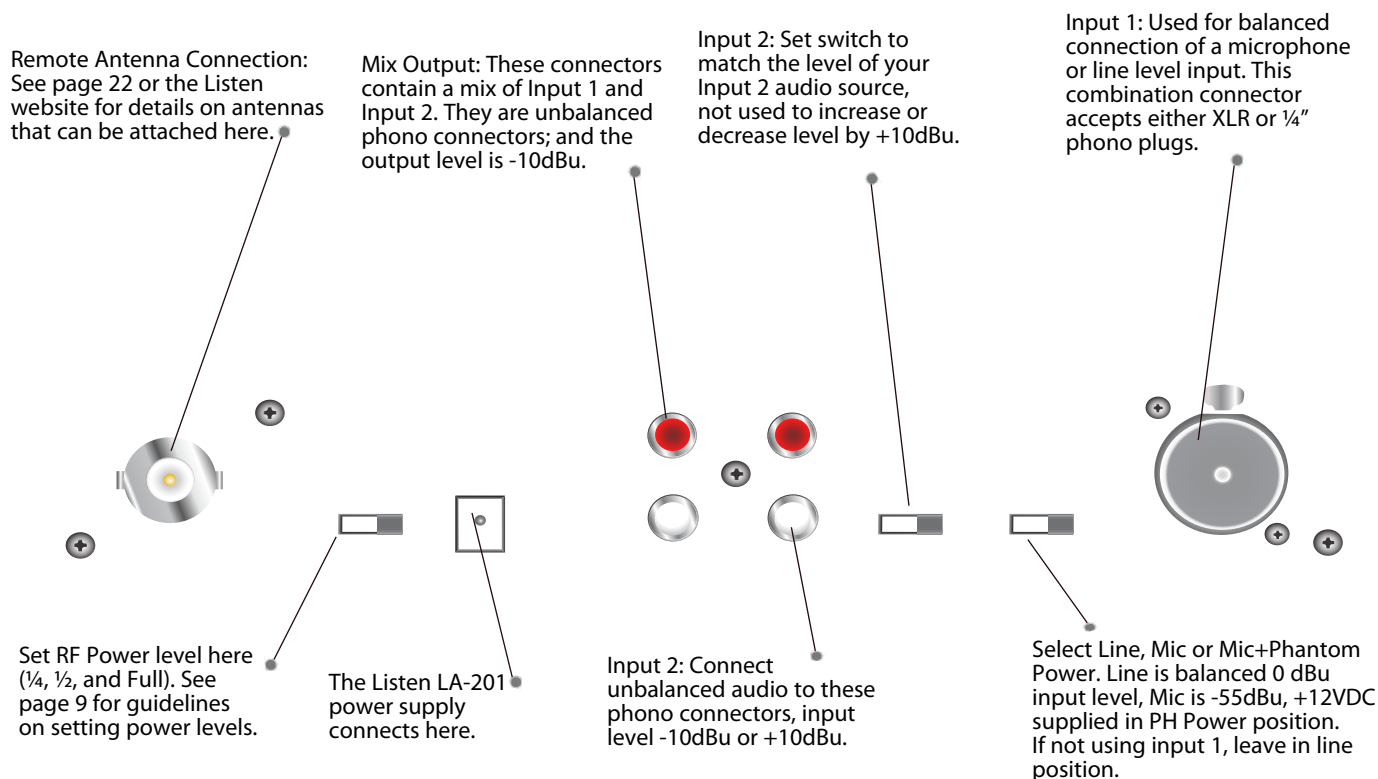 Remote Antenna Connection:
See page 22 or the Listen
website for details on antennas
that can be attached here.
Mix Output: These connectors
contain a mix of Input 1 and
Input 2. They are unbalanced
phono connectors; and the
output level is -10dBu.
Input 2: Set switch to
match the level of your
Input 2 audio source,
not used to increase or
decrease level by +10dBu.
Input 1: Used for balanced
connection of a microphone
or line level input. This
combination connector
accepts either XLR or ¼”
phono plugs.
Set RF Power level here
(¼, ½, and Full). See
page 9 for guidelines
on setting power levels.
The Listen LA-201
power supply
connects here.
Input 2: Connect
unbalanced audio to these
phono connectors, input
level -10dBu or +10dBu.
Select Line, Mic or Mic+Phantom
Power. Line is balanced 0 dBu
input level, Mic is -55dBu, +12VDC
supplied in PH Power position.
If not using input 1, leave in line
position.